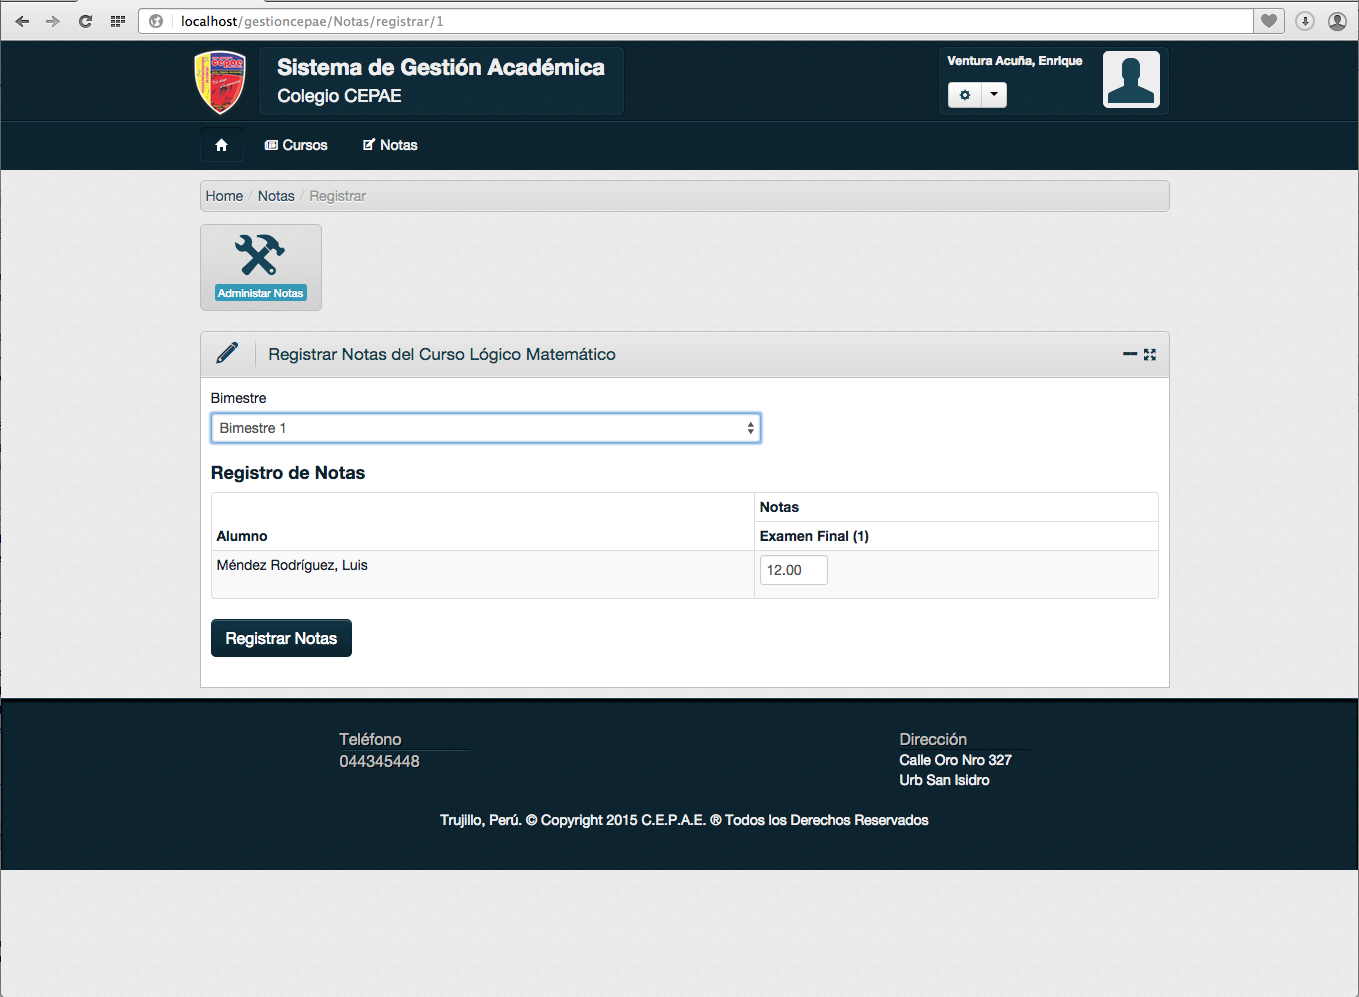 localhost/gestioncepae/Notas/registrar/1
cepae
Sistema de Gestión Académica
Colegio CEPAE
Ventura Acuña, Enrique
Cursos
Notas
Home / Notas / Registrar
Administar Notas
Registrar Notas del Curso Lógico Matemático
Bimestre
Bimestre 1
Registro de Notas
Notas
Alumno
Examen Final (1)
Méndez Rodríguez, Luis
12.00
Registrar Notas
Teléfono
044345448
Dirección
Calle Oro Nro 327
Urb San Isidro
Trujillo, Perú. © Copyright 2015 C.E.P.A.E. ® Todos los Derechos Reservados